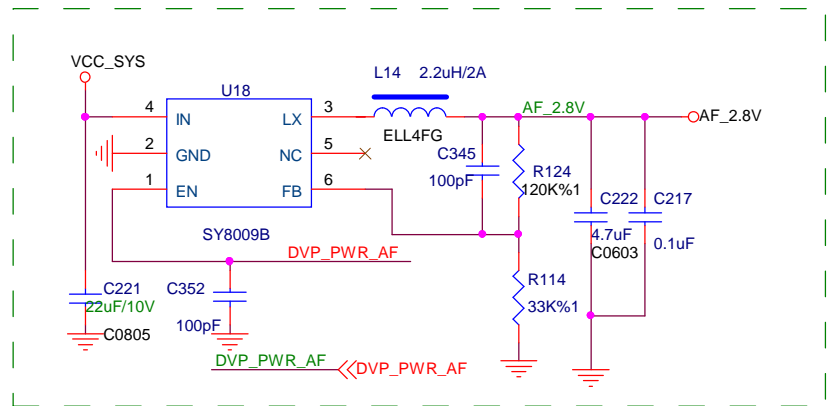 VCC_SYS
U18
4 IN LX 3
2 GND NC 5
1 EN FB 6
SY8009B
L14 2.2uH/2A
ELL4FG
AF_2.8V
AF_2.8V
C345
100pF
R124
120K%1
C222
4.7uF
C0603
C217
0.1uF
DVP_PWR_AF
C221
22uF/10V
C0805
C352
100pF
R114
33K%1
DVP_PWR_AF
DVP_PWR_AF